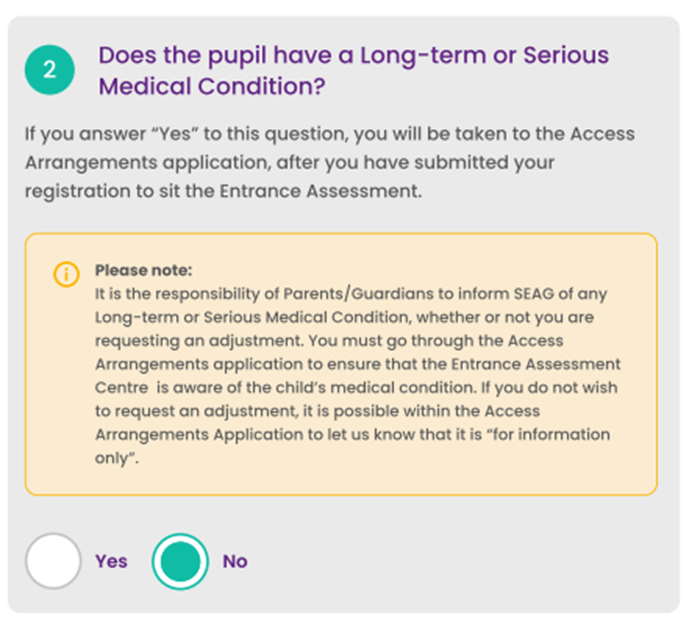 2
Does the pupil have a Long-term or Serious
Medical Condition?
If you answer “Yes” to this question, you will be taken to the Access
Arrangements application, after you have submitted your
registration to sit the Entrance Assessment.
Please note:
It is the responsibility of Parents/Guardians to inform SEAG of any
Long-term or Serious Medical Condition, whether or not you are
requesting an adjustment. You must go through the Access
Arrangements application to ensure that the Entrance Assessment
Centre  is aware of the child’s medical condition. If you do not wish
to request an adjustment, it is possible within the Access
Arrangements Application to let us know that it is “for information
only”.
Yes No